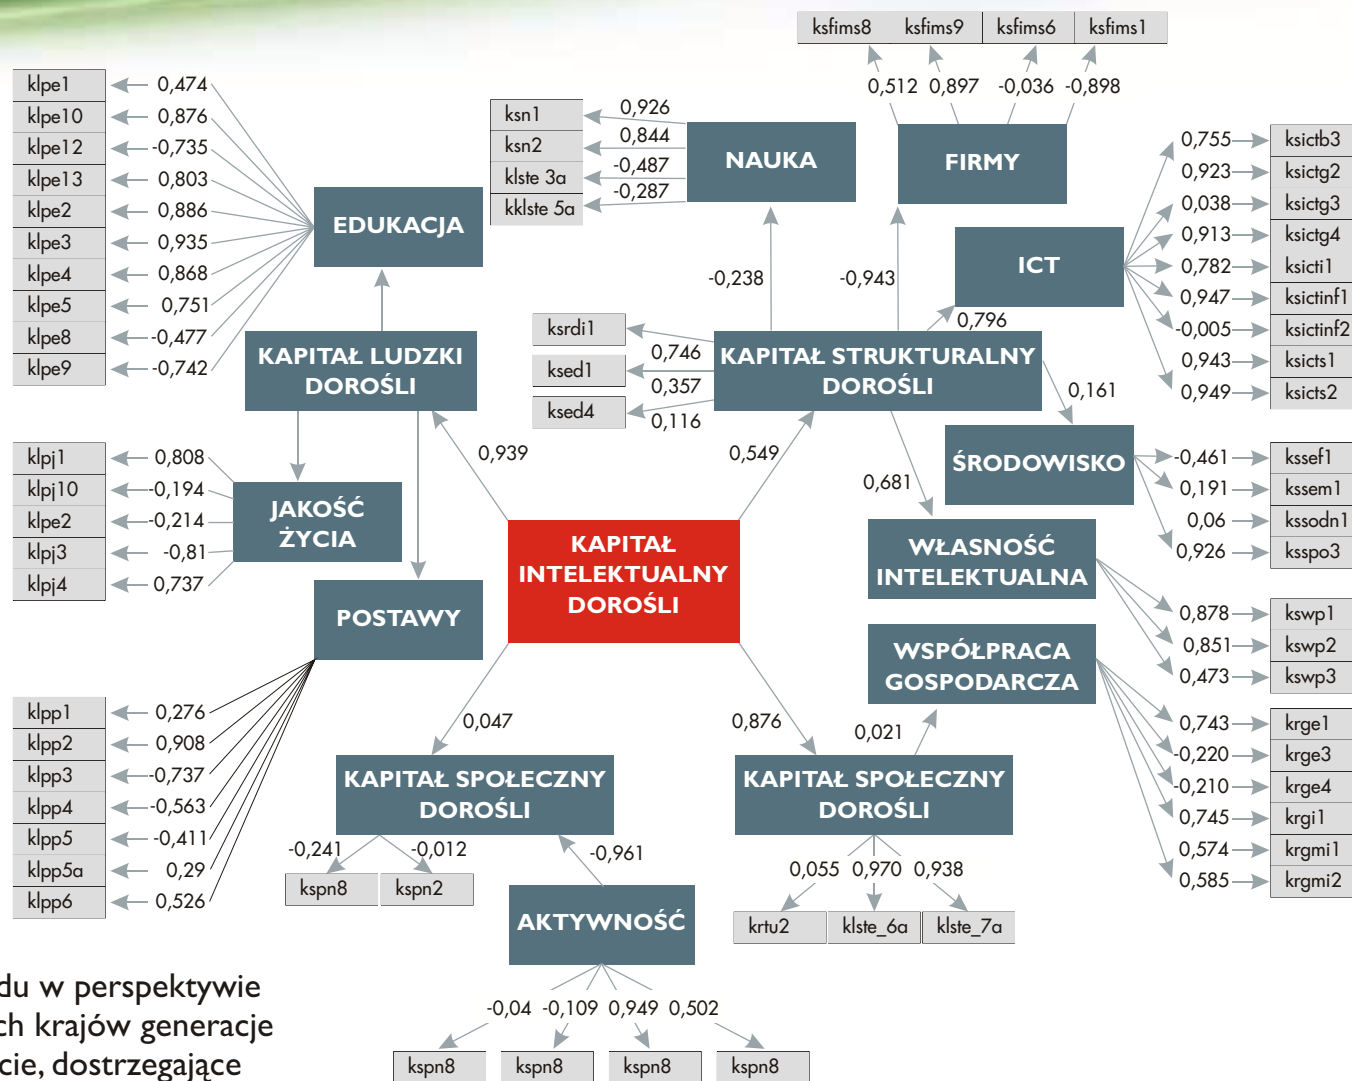 ksfims8 ksfims9 ksfims6 ksfims1
0,512 0,897 -0,036 -0,898
klpe1 0,474
klpe10 0,876
klpe12 -0,735
klpe13 0,803
klpe2 0,886
klpe3 0,935
klpe4 0,868
klpe5 0,751
klpe8 -0,477
klpe9 -0,742
EDUKACJA
ksn1 0,926
ksn2 0,844
klste 3a -0,487
kklste 5a -0,287
NAUKA
FIRMY
ICT
0,755 ksictb3
0,923 ksictg2
0,038 ksictg3
0,913 ksictg4
0,782 ksicti1
0,947 ksictinf1
-0,005 ksictinf2
0,943 ksicts1
0,949 ksicts2
-0,238
-0,943
0,796
KAPITAŁ LUDZKI
DOROŚLI
ksrdi1 0,746
ksed1 0,357
ksed4 0,116
KAPITAŁ STRUKTURALNY
DOROŚLI
0,161
0,939
0,549
0,681
ŚRODOWISKO
-0,461 kssef1
0,191 kssem1
0,06 kssodn1
0,926 ksspo3
klpj1 0,808
klpj10 -0,194
klpe2 -0,214
klpj3 -0,81
klpj4 0,737
JAKOŚĆ
ŻYCIA
KAPITAŁ
INTELEKTUALNY
DOROŚLI
WŁASNOŚĆ
INTELEKTUALNA
0,878 kswp1
0,851 kswp2
0,473 kswp3
POSTAWY
WSPÓŁPRACA
GOSPODARCZA
0,743 krge1
-0,220 krge3
-0,210 krge4
0,745 krgi1
0,574 krgmi1
0,585 krgmi2
klpp1 0,276
klpp2 0,908
klpp3 -0,737
klpp4 -0,563
klpp5 -0,411
klpp5a 0,29
klpp6 0,526
0,047
0,876
0,021
KAPITAŁ SPOŁECZNY
DOROŚLI
KAPITAŁ SPOŁECZNY
DOROŚLI
-0,241 -0,012
-0,961
kspn8 kspn2
0,055 0,970 0,938
krtu2 klste_6a klste_7a
AKTYWNOŚĆ
-0,04 -0,109 0,949 0,502
kspn8 kspn8 kspn8 kspn8
du w perspektywie
ch krajów generacje
cie, dostrzegające